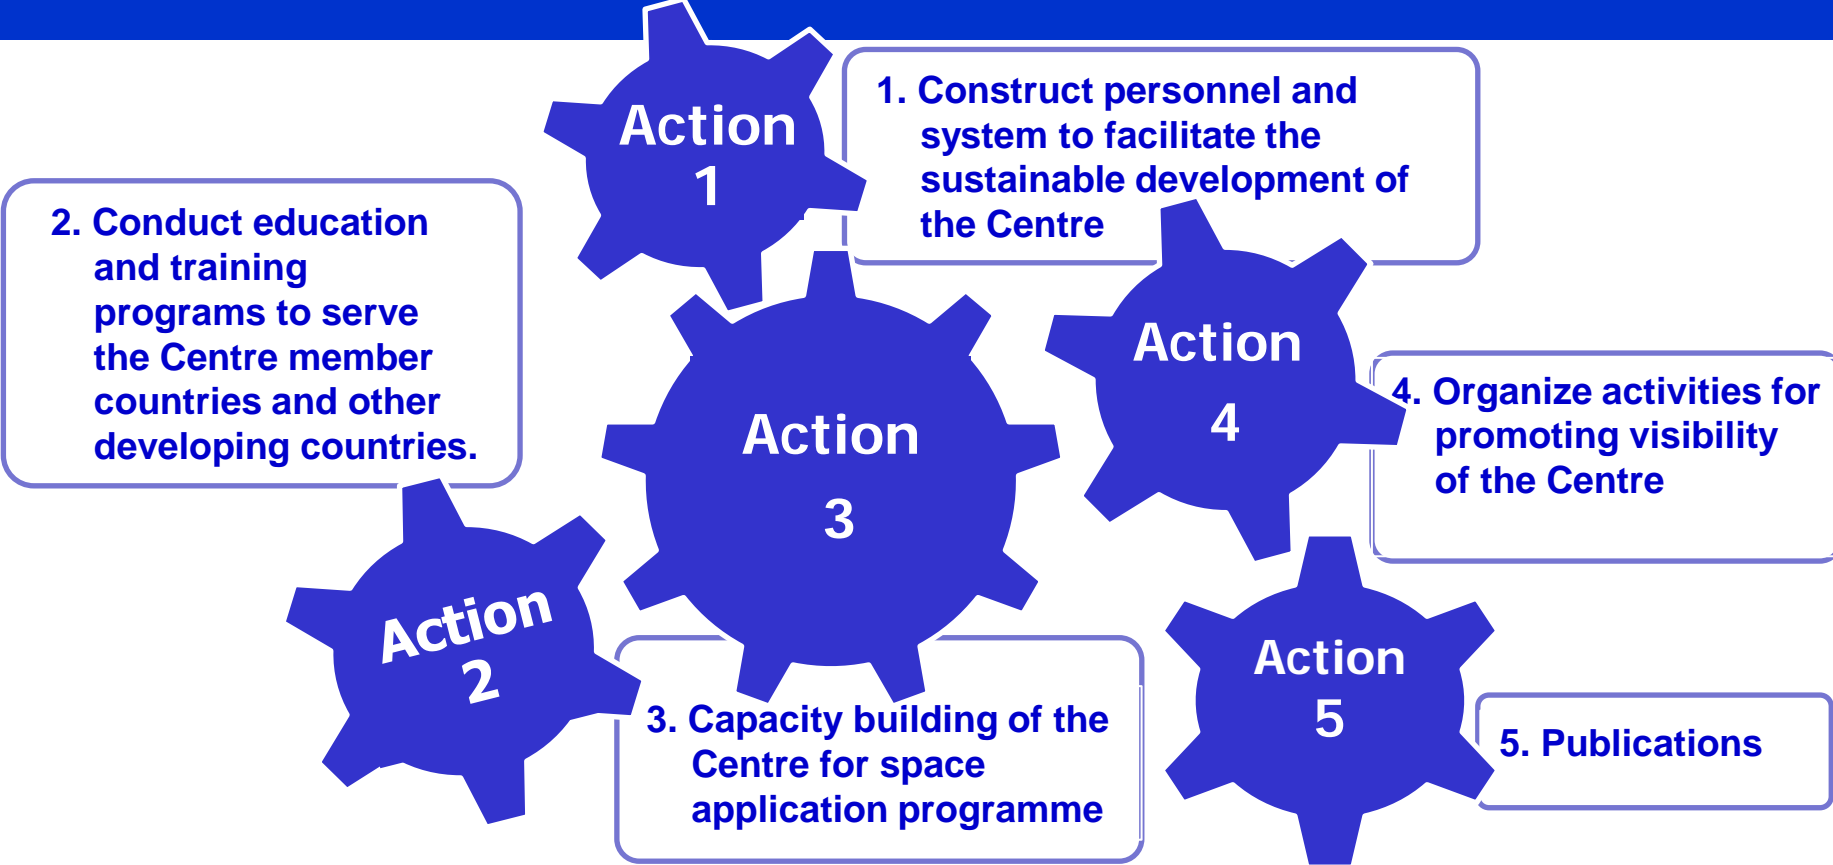 Action
1
1. Construct personnel and
system to facilitate the
sustainable development of
the Centre
2. Conduct education
and training
programs to serve
the Centre member
countries and other
developing countries.
Action
2
Action
3
3. Capacity building of the
Centre for space
application programme
Action
4
4. Organize activities for
promoting visibility
of the Centre
Action
5
5. Publications